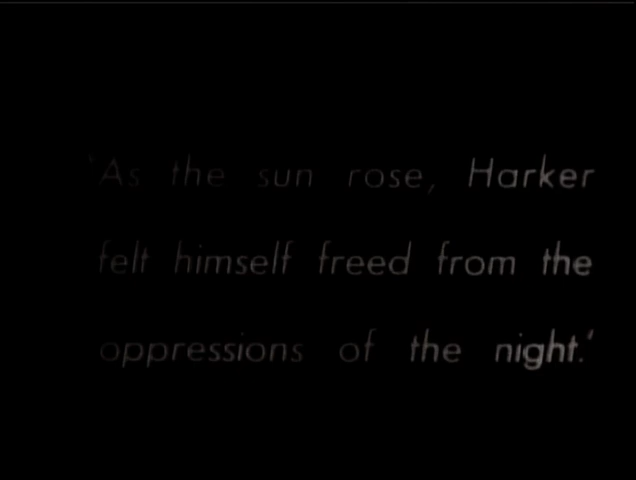 'As the sun rose, Harker
felt himself freed from the
oppressions of the night.'